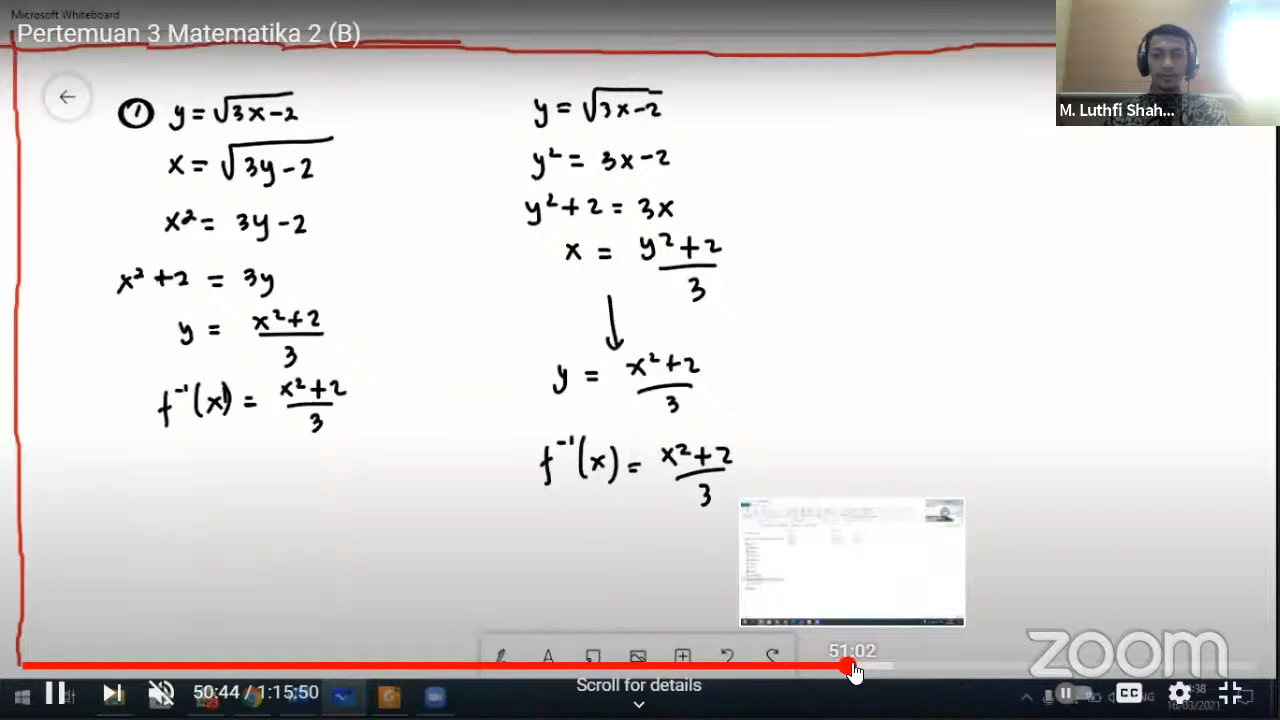 Microsoft Whiteboard
Pertemuan 3 Matematika 2 (B)
M. Luthfi Shah...
① y = √3x-2
x = √3y-2
x² = 3y-2
x²+2 = 3y
y = x²+2/3
f⁻¹(x) = x²+2/3
y = √3x-2
y² = 3x-2
y²+2 = 3x
x = y²+2/3
↓
y = x²+2/3
f⁻¹(x) = x²+2/3
51:02
zoom
50:44 / 1:15:50
Scroll for details
CC